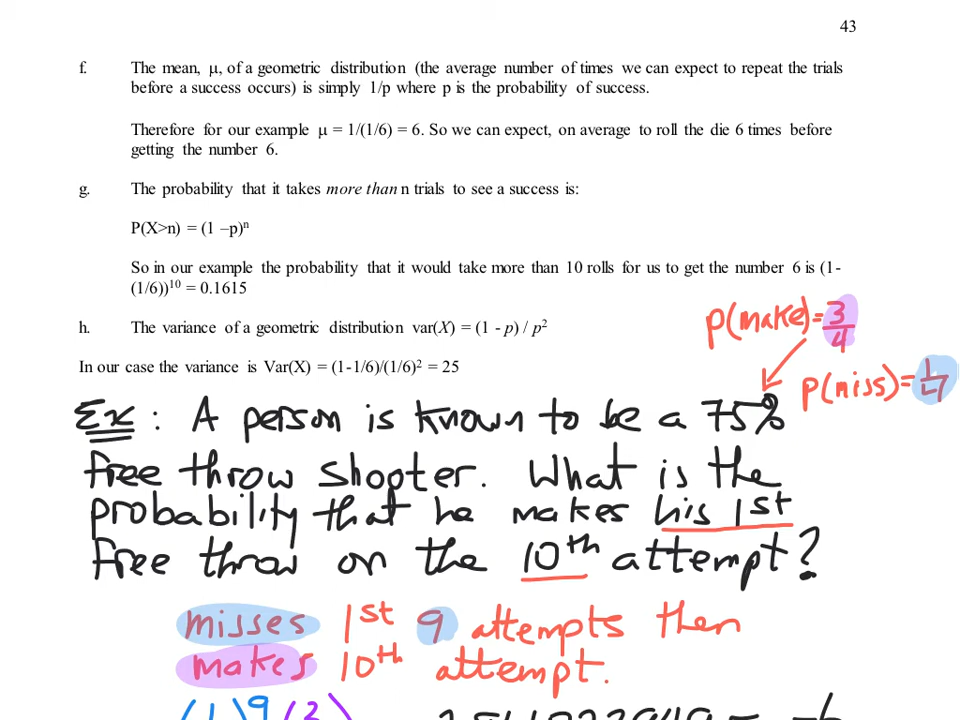 43
f. The mean, μ, of a geometric distribution (the average number of times we can expect to repeat the trials
before a success occurs) is simply 1/p where p is the probability of success.
Therefore for our example μ = 1/(1/6) = 6. So we can expect, on average to roll the die 6 times before
getting the number 6.
g. The probability that it takes more than n trials to see a success is:
P(X>n) = (1 –p)ⁿ
So in our example the probability that it would take more than 10 rolls for us to get the number 6 is (1-
(1/6))¹⁰ = 0.1615
h. The variance of a geometric distribution var(X) = (1 - p) / p²
In our case the variance is Var(X) = (1-1/6)/(1/6)² = 25
p(make)=3/4
p(miss)=1/4
Ex: A person is known to be a 75%
free throw shooter. What is the
probability that he makes his 1st
free throw on the 10th attempt?
misses 1st 9 attempts then
makes 10th attempt.